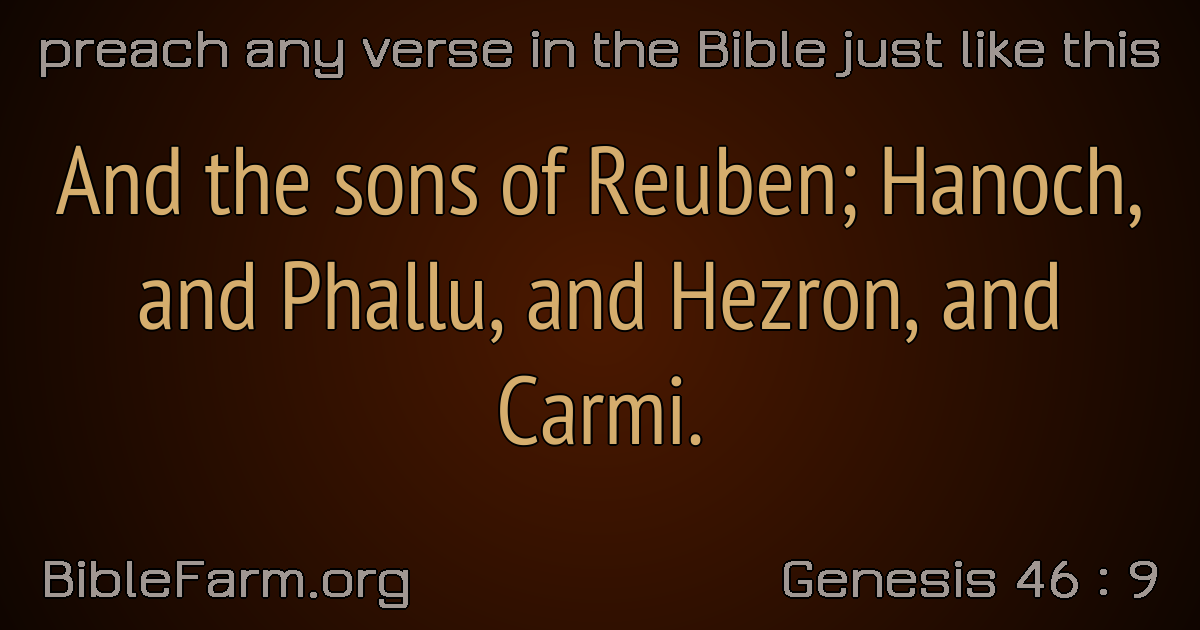 preach any verse in the Bible just like this
And the sons of Reuben; Hanoch,
and Phallu, and Hezron, and
Carmi.
BibleFarm.org
Genesis 46 : 9